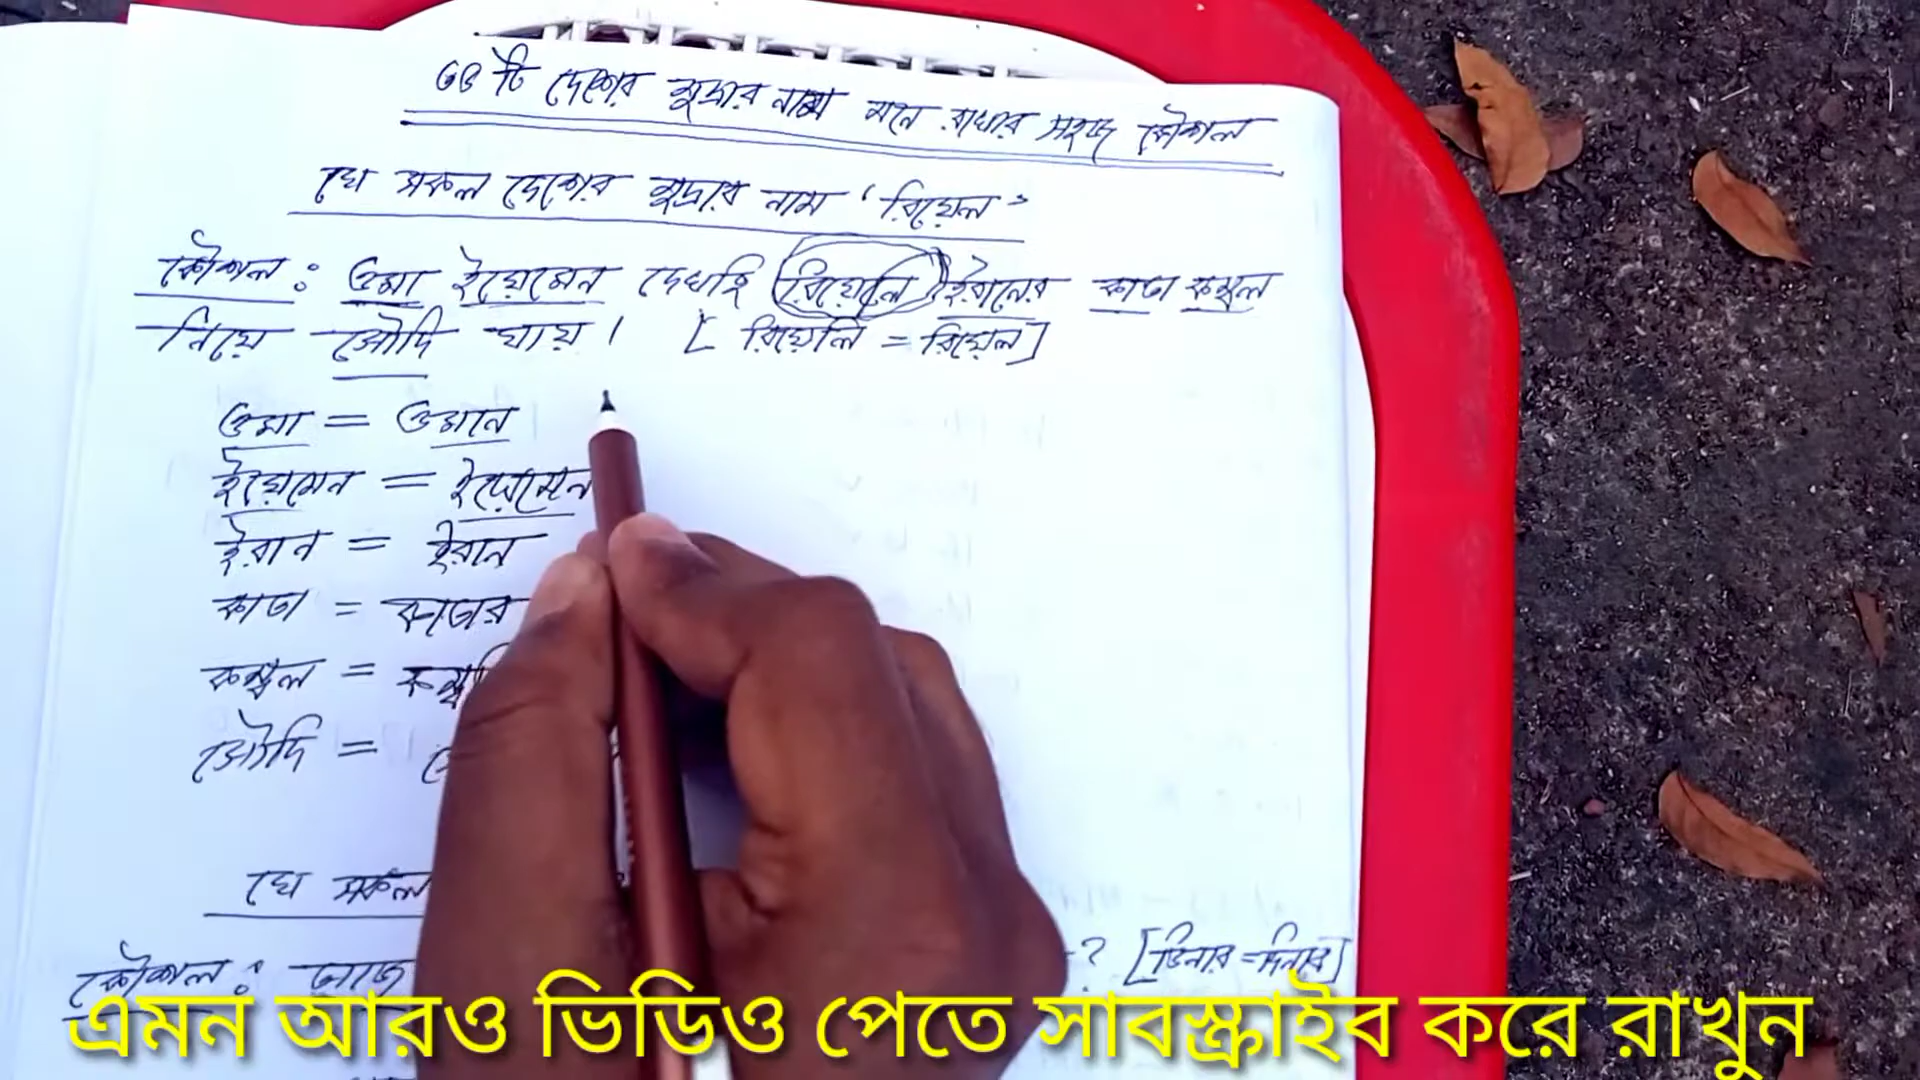 ৩৪ টি দেশের মুদ্রার নাম মনে রাখার সহজ কৌশল
যে সকল দেশের মুদ্রার নাম ‘রিয়েল’
কৌশল : ওমা ইয়েমেন দেখছি রিয়েলি ইরানের কাতা কম্বল
নিয়ে সৌদি যায় । [ রিয়েলি = রিয়েল ]
ওমা = ওমান
ইয়েমেন = ইয়েমেন
ইরান = ইরান
কাতা = কাতার
কম্বল =
সৌদি =
যে সকল
কৌশল : ? [ ডিনার = দিনার ]
এমন আরও ভিডিও পেতে সাবস্ক্রাইব করে রাখুন